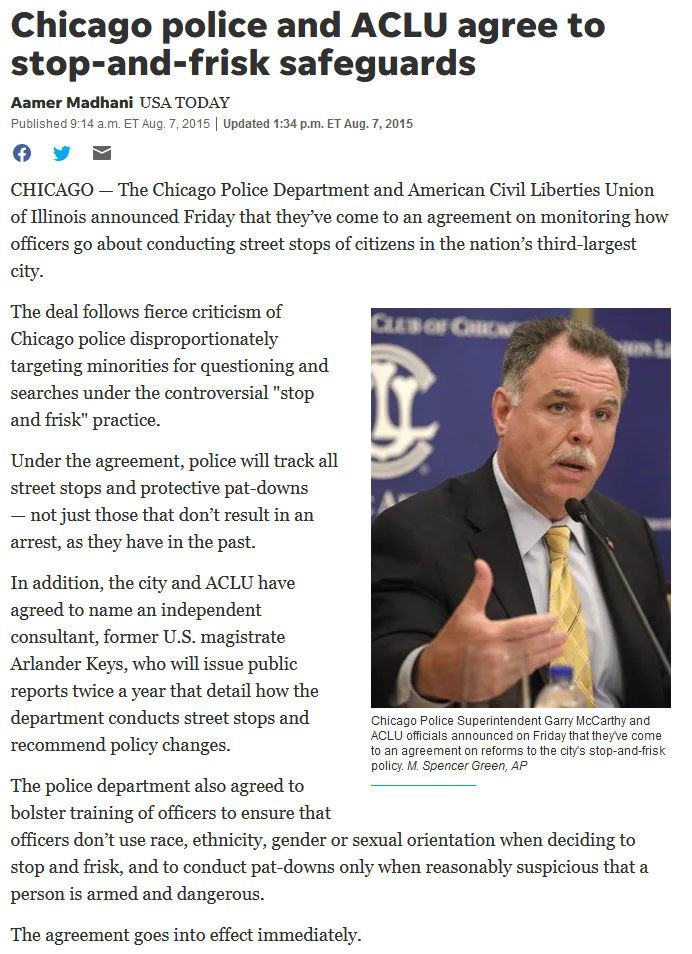 Chicago police and ACLU agree to
stop-and-frisk safeguards
Aamer Madhani USA TODAY
Published 9:14 a.m. ET Aug. 7, 2015 | Updated 1:34 p.m. ET Aug. 7, 2015
CHICAGO — The Chicago Police Department and American Civil Liberties Union
of Illinois announced Friday that they’ve come to an agreement on monitoring how
officers go about conducting street stops of citizens in the nation’s third-largest
city.
The deal follows fierce criticism of
Chicago police disproportionately
targeting minorities for questioning and
searches under the controversial "stop
and frisk" practice.
Under the agreement, police will track all
street stops and protective pat-downs
— not just those that don’t result in an
arrest, as they have in the past.
In addition, the city and ACLU have
agreed to name an independent
consultant, former U.S. magistrate
Arlander Keys, who will issue public
reports twice a year that detail how the
department conducts street stops and
recommend policy changes.
The police department also agreed to
bolster training of officers to ensure that
officers don’t use race, ethnicity, gender or sexual orientation when deciding to
stop and frisk, and to conduct pat-downs only when reasonably suspicious that a
person is armed and dangerous.
The agreement goes into effect immediately.
CLUB OF CHICAGO
Chicago Police Superintendent Garry McCarthy and
ACLU officials announced on Friday that they've come
to an agreement on reforms to the city's stop-and-frisk
policy. M. Spencer Green, AP